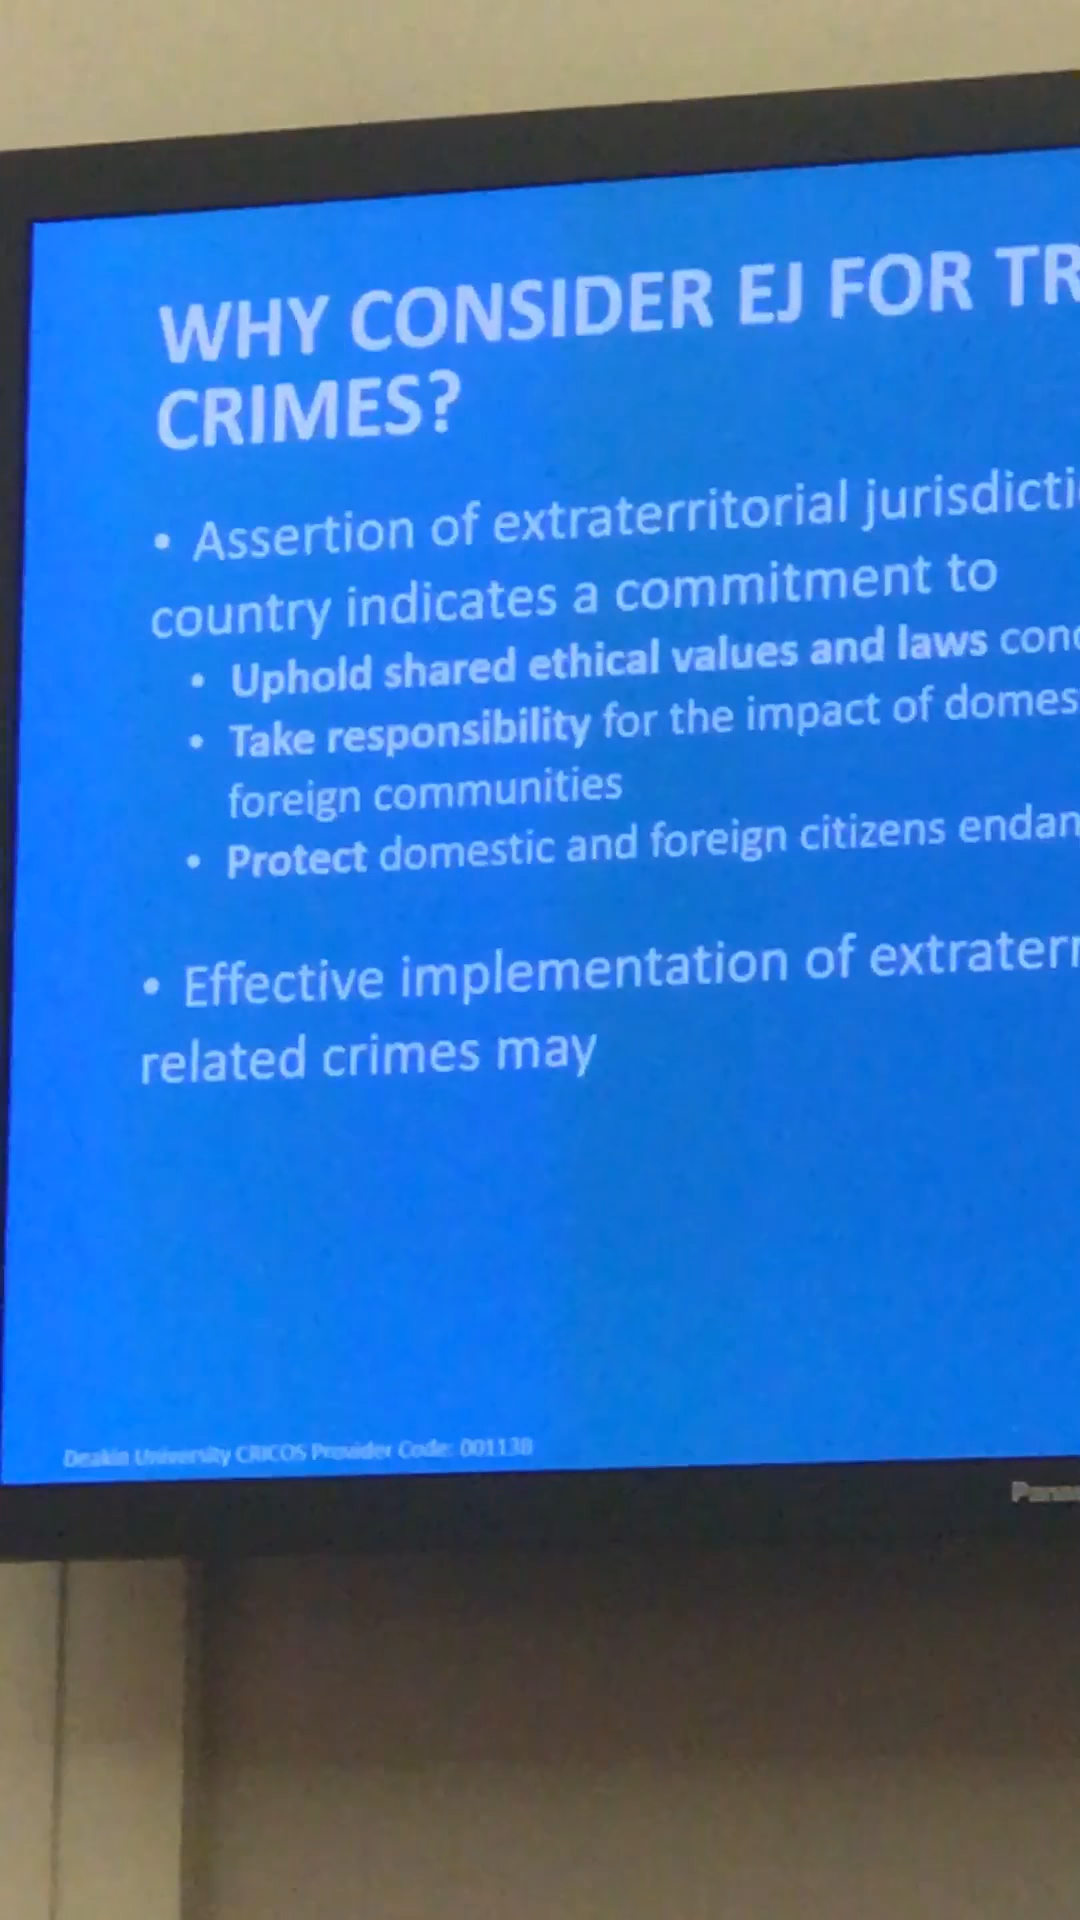 WHY CONSIDER EJ FOR TR
CRIMES?
• Assertion of extraterritorial jurisdicti
country indicates a commitment to
• Uphold shared ethical values and laws conc
• Take responsibility for the impact of domes
foreign communities
• Protect domestic and foreign citizens endan
• Effective implementation of extraterr
related crimes may
Deakin University CRICOS Provider Code: 00113B